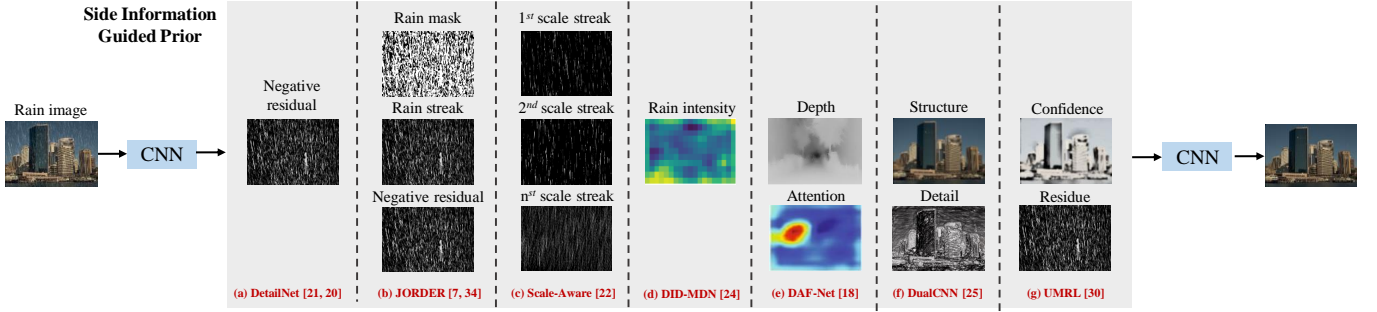 Side Information
Guided Prior
Rain image
CNN
Negative
residual
(a) DetailNet [21, 20]
Rain mask
Rain streak
Negative residual
(b) JORDER [7, 34]
1st scale streak
2nd scale streak
nst scale streak
(c) Scale-Aware [22]
Rain intensity
(d) DID-MDN [24]
Depth
Attention
(e) DAF-Net [18]
Structure
Detail
(f) DualCNN [25]
Confidence
Residue
(g) UMRL [30]
CNN